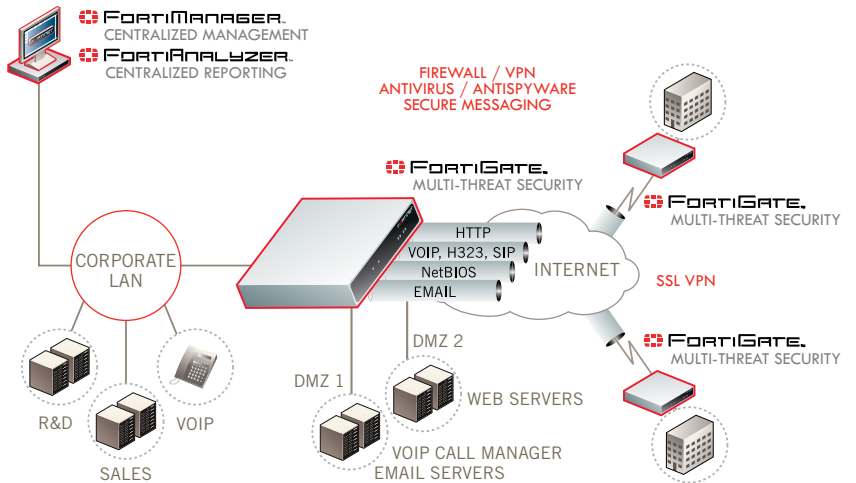 FORTIMANAGER
CENTRALIZED MANAGEMENT
FORTIANALYZER
CENTRALIZED REPORTING
FIREWALL / VPN
ANTIVIRUS / ANTISPYWARE
SECURE MESSAGING
FORTIGATE
MULTI-THREAT SECURITY
FORTIGATE
MULTI-THREAT SECURITY
HTTP
VOIP, H323, SIP
NetBIOS
EMAIL
INTERNET
CORPORATE
LAN
SSL VPN
FORTIGATE
MULTI-THREAT SECURITY
DMZ 1
DMZ 2
R&D
SALES
VOIP
WEB SERVERS
VOIP CALL MANAGER
EMAIL SERVERS